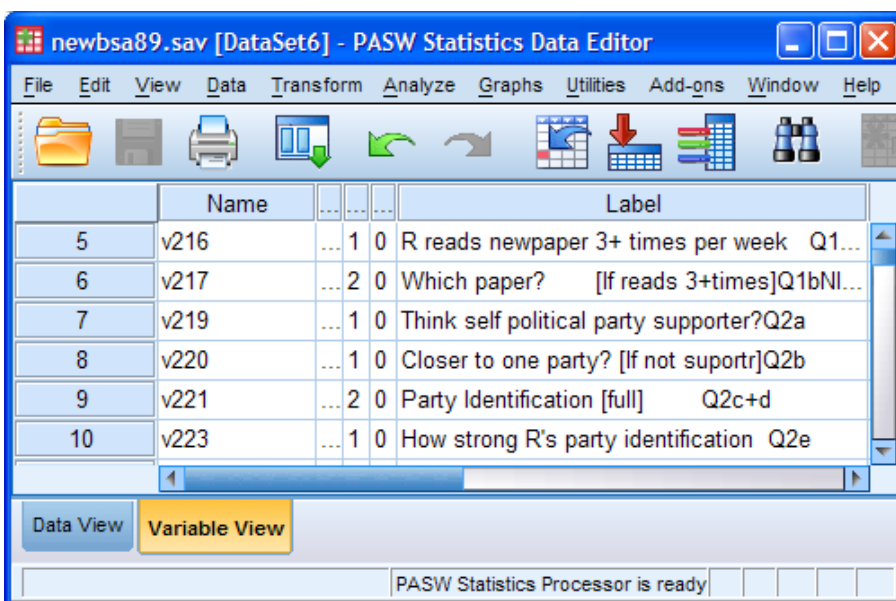 newbsa89.sav [DataSet6] - PASW Statistics Data Editor
File Edit View Data Transform Analyze Graphs Utilities Add-ons Window Help
Name ... ... ... Label
5 v216 ... 1 0 R reads newpaper 3+ times per week Q1...
6 v217 ... 2 0 Which paper? [If reads 3+times]Q1bNI...
7 v219 ... 1 0 Think self political party supporter?Q2a
8 v220 ... 1 0 Closer to one party? [If not suportr]Q2b
9 v221 ... 2 0 Party Identification [full] Q2c+d
10 v223 ... 1 0 How strong R's party identification Q2e
Data View Variable View
PASW Statistics Processor is ready